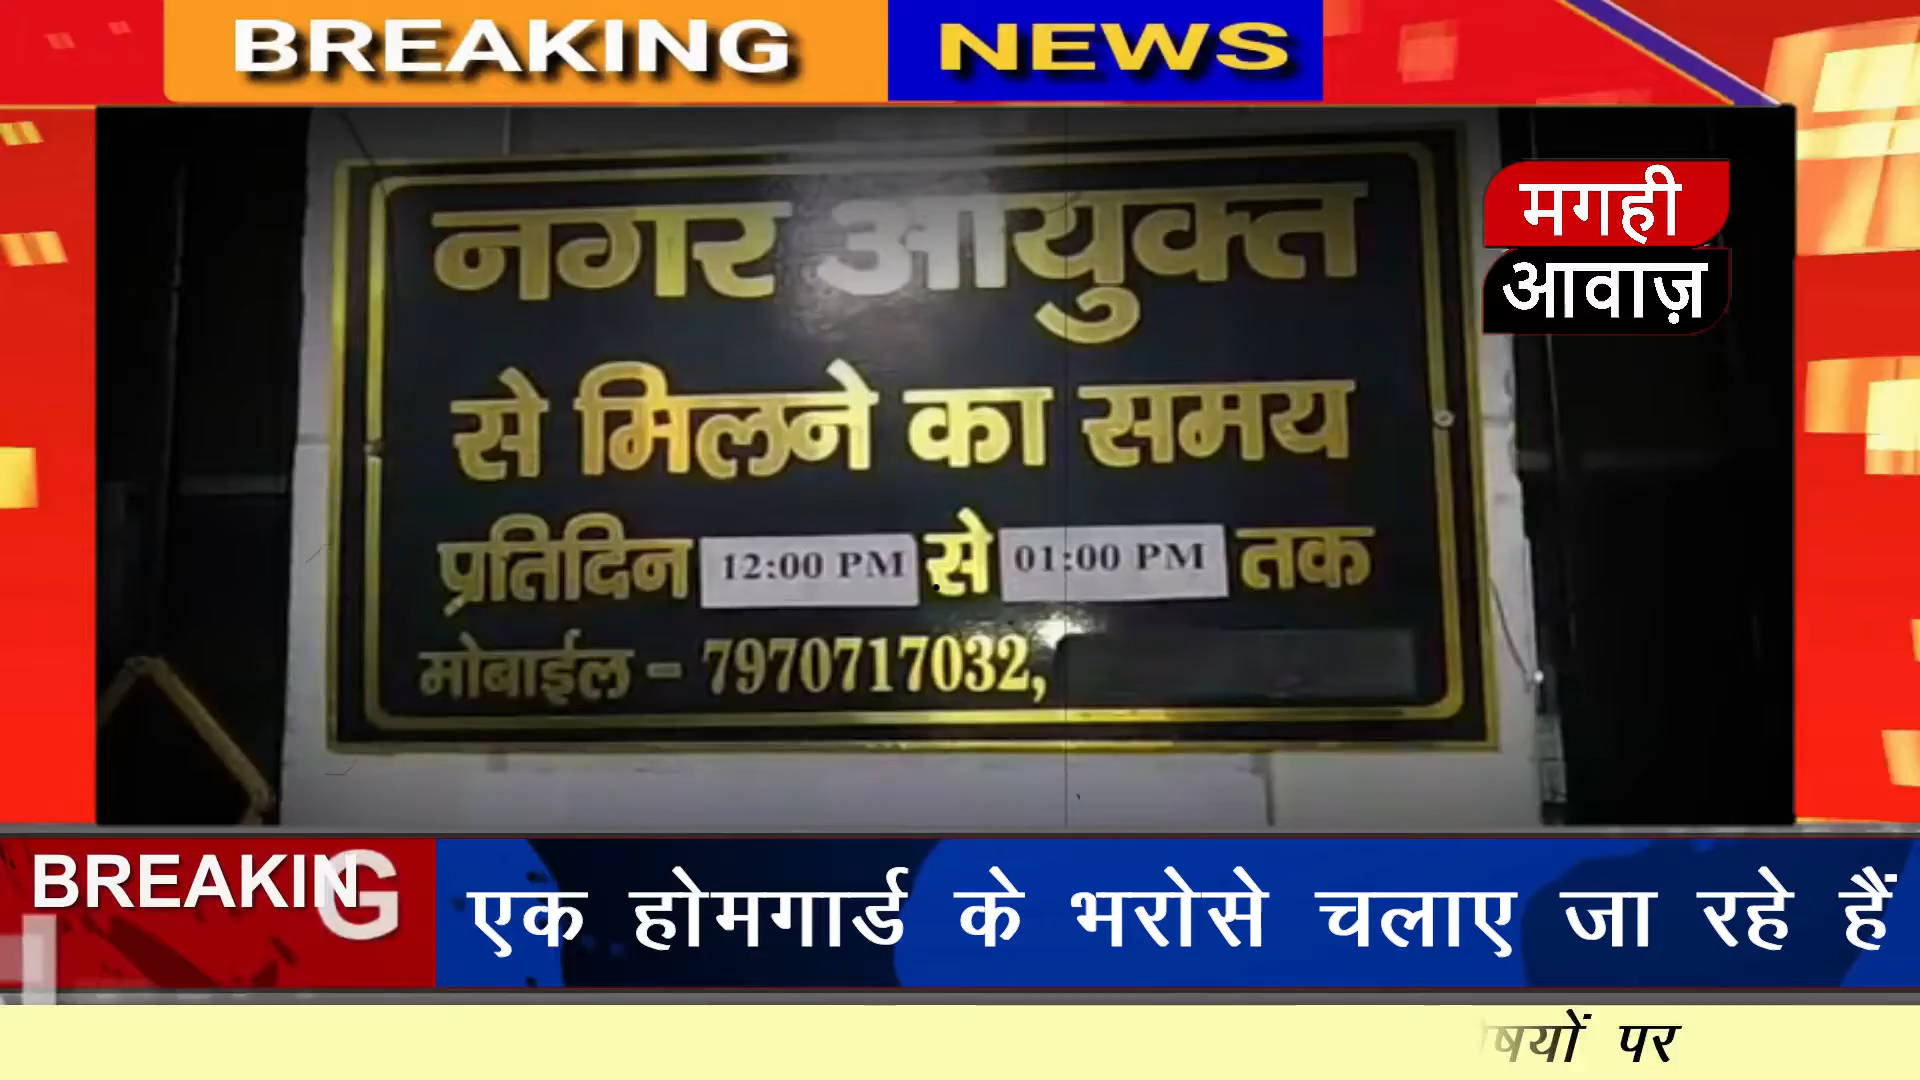 BREAKING NEWS
मगही
आवाज़
नगर आयुक्त
से मिलने का समय
प्रतिदिन 12:00 PM से 01:00 PM तक
मोबाईल - 7970717032,
BREAKING
एक होमगार्ड के भरोसे चलाए जा रहे हैं
पर